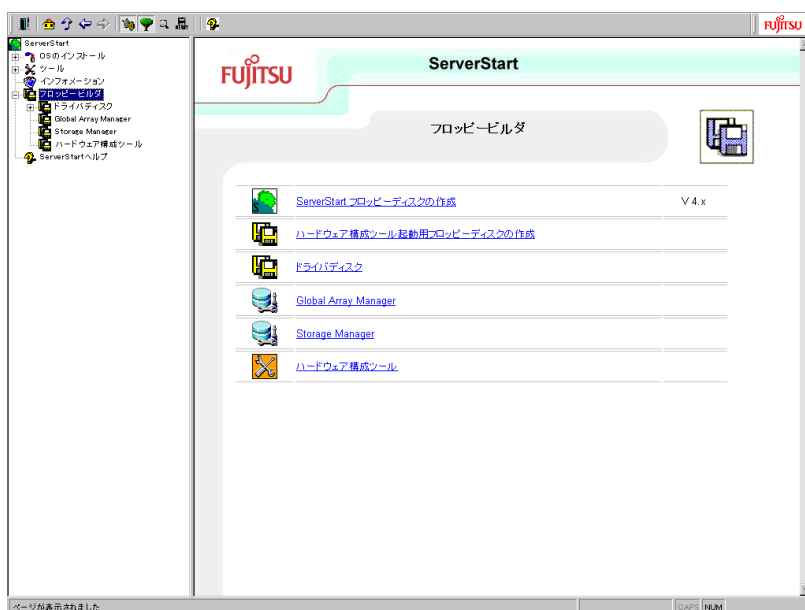 FUJITSU
ServerStart
OSのインストール
ツール
インフォメーション
フロッピービルダ
ドライバディスク
Global Array Manager
Storage Manager
ハードウェア構成ツール
ServerStartヘルプ
FUJITSU
ServerStart
フロッピービルダ
ServerStart フロッピーディスクの作成 V4.x
ハードウェア構成ツール起動用フロッピーディスクの作成
ドライバディスク
Global Array Manager
Storage Manager
ハードウェア構成ツール
ページが表示されました
CAPS NUM